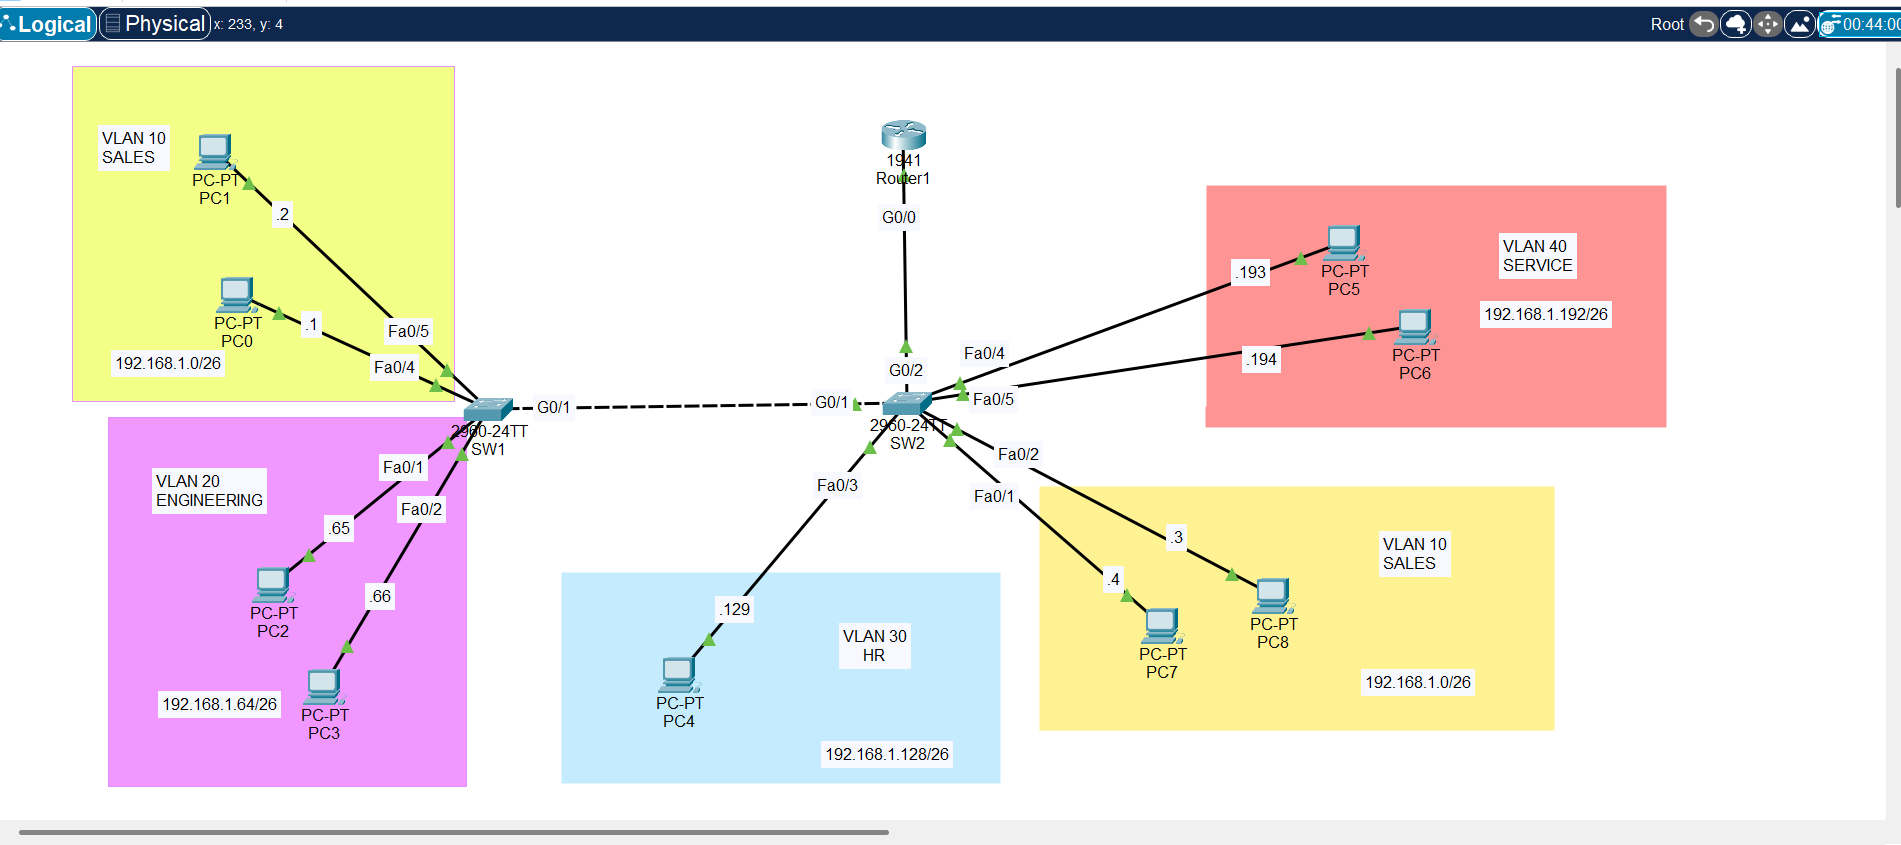 Logical
Physical
x: 233, y: 4
Root
00:44:00
VLAN 10
SALES
PC-PT
PC1
.2
PC-PT
PC0
.1
Fa0/5
Fa0/4
192.168.1.0/26
1941
Router1
G0/0
G0/2
G0/1
G0/1
2960-24TT
SW1
2960-24TT
SW2
Fa0/4
Fa0/5
.193
.194
PC-PT
PC5
PC-PT
PC6
VLAN 40
SERVICE
192.168.1.192/26
VLAN 20
ENGINEERING
Fa0/1
Fa0/2
.65
.66
PC-PT
PC2
PC-PT
PC3
192.168.1.64/26
Fa0/3
.129
PC-PT
PC4
VLAN 30
HR
192.168.1.128/26
Fa0/2
Fa0/1
.3
.4
PC-PT
PC7
PC-PT
PC8
VLAN 10
SALES
192.168.1.0/26